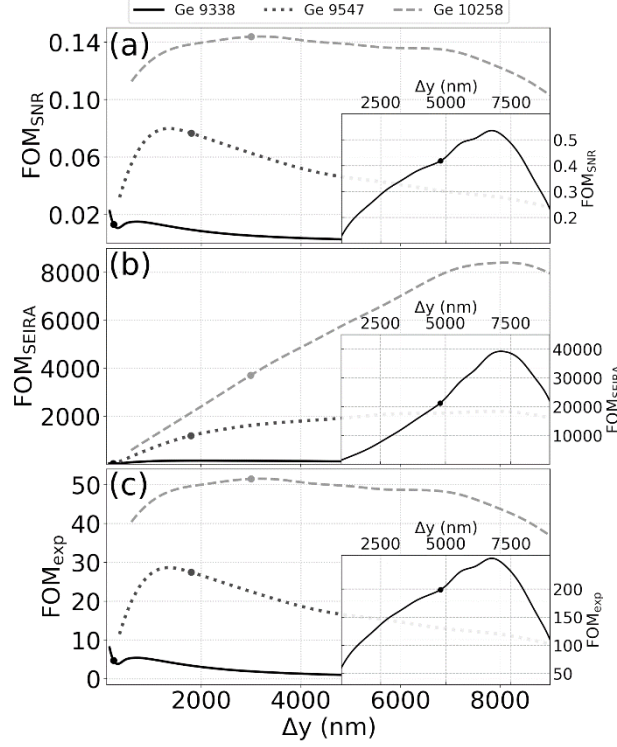 Ge 9338 Ge 9547 Ge 10258
(a)
FOM_SNR
0.14
0.10
0.06
0.02
Δy (nm)
2500 5000 7500
0.5
0.4
0.3
0.2
FOM_SNR
(b)
FOM_SEIRA
8000
6000
4000
2000
Δy (nm)
2500 5000 7500
40000
30000
20000
10000
FOM_SEIRA
(c)
FOM_exp
50
40
30
20
10
0
Δy (nm)
2500 5000 7500
200
150
100
50
FOM_exp
2000 4000 6000 8000
Δy (nm)